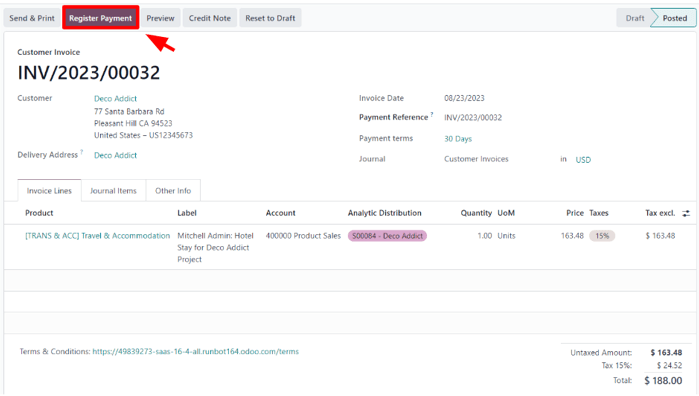 Send & Print Register Payment Preview Credit Note Reset to Draft Draft Posted
Customer Invoice
INV/2023/00032
Customer Deco Addict Invoice Date 08/23/2023
77 Santa Barbara Rd Payment Reference ? INV/2023/00032
Pleasant Hill CA 94523
United States – US12345673 Payment terms 30 Days
Delivery Address ? Deco Addict Journal Customer Invoices in USD
Invoice Lines Journal Items Other Info
Product Label Account Analytic Distribution Quantity UoM Price Taxes Tax excl.
[TRANS & ACC] Travel & Accommodation Mitchell Admin: Hotel 400000 Product Sales S00084 - Deco Addict 1.00 Units 163.48 15% $ 163.48
Stay for Deco Addict
Project
Terms & Conditions: https://49839273-saas-16-4-all.runbot164.odoo.com/terms Untaxed Amount: $ 163.48
Tax 15%: $ 24.52
Total: $ 188.00